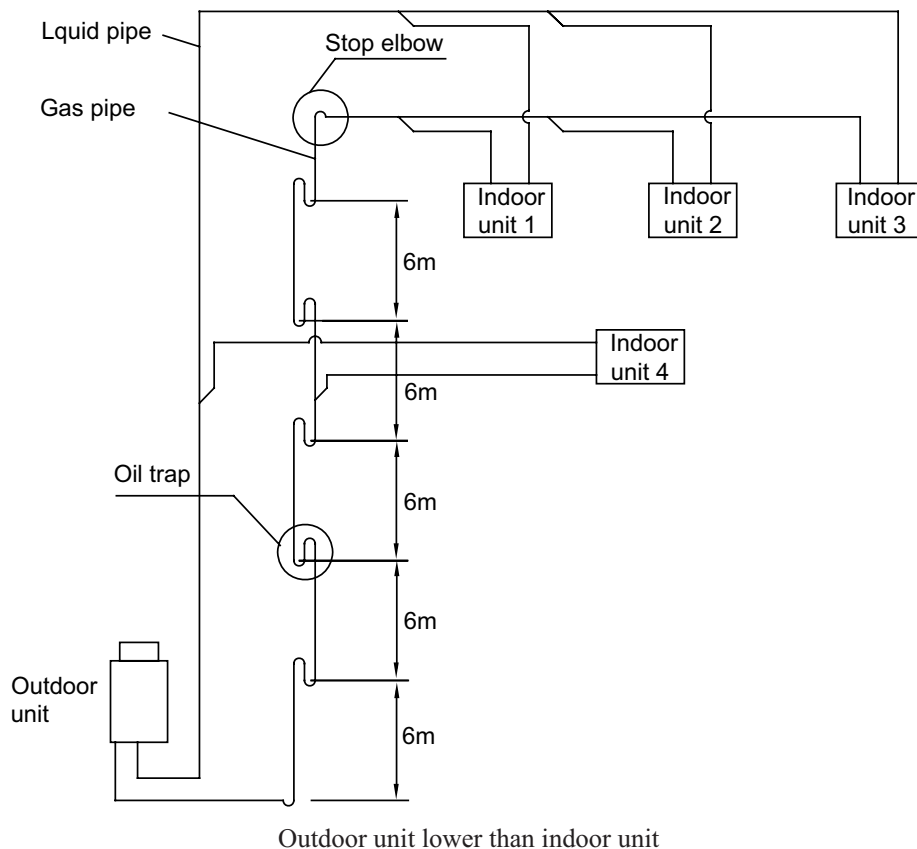 Lquid pipe
Stop elbow
Gas pipe
Indoor
unit 1
Indoor
unit 2
Indoor
unit 3
6m
Indoor
unit 4
6m
Oil trap
6m
6m
Outdoor
unit
6m
Outdoor unit lower than indoor unit